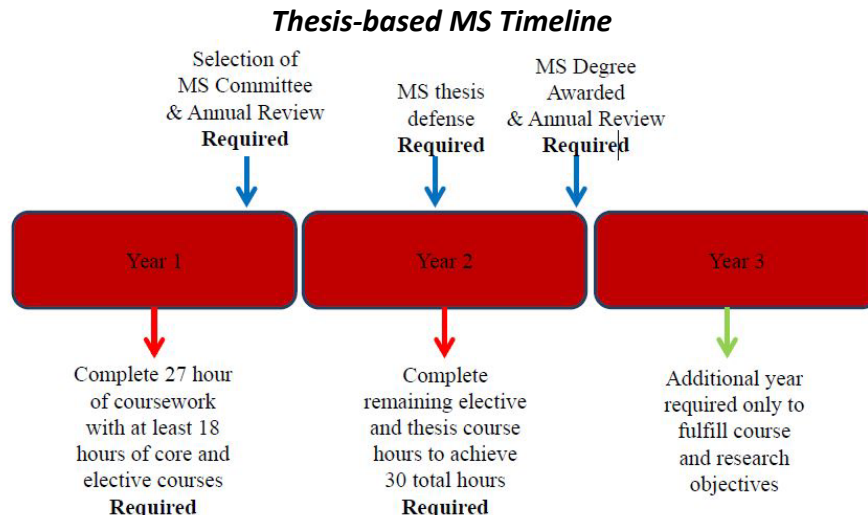 Thesis-based MS Timeline
Selection of
MS Committee
& Annual Review
Required
MS thesis
defense
Required
MS Degree
Awarded
& Annual Review
Required
Year 1
Year 2
Year 3
Complete 27 hour
of coursework
with at least 18
hours of core and
elective courses
Required
Complete
remaining elective
and thesis course
hours to achieve
30 total hours
Required
Additional year
required only to
fulfill course
and research
objectives